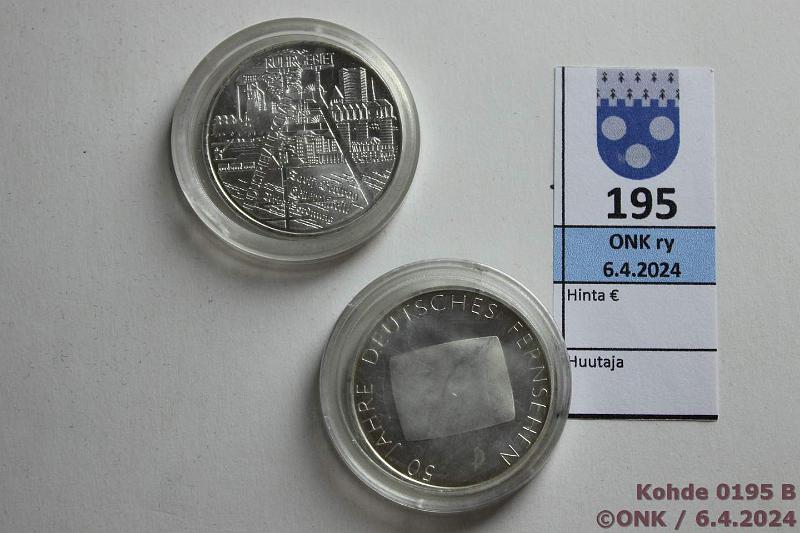 RUHRGEBIET
50 JAHRE DEUTSCHES FERNSEHEN
195
ONK ry
6.4.2024
Hinta €
Huutaja
Kohde 0195 B
©ONK / 6.4.2024